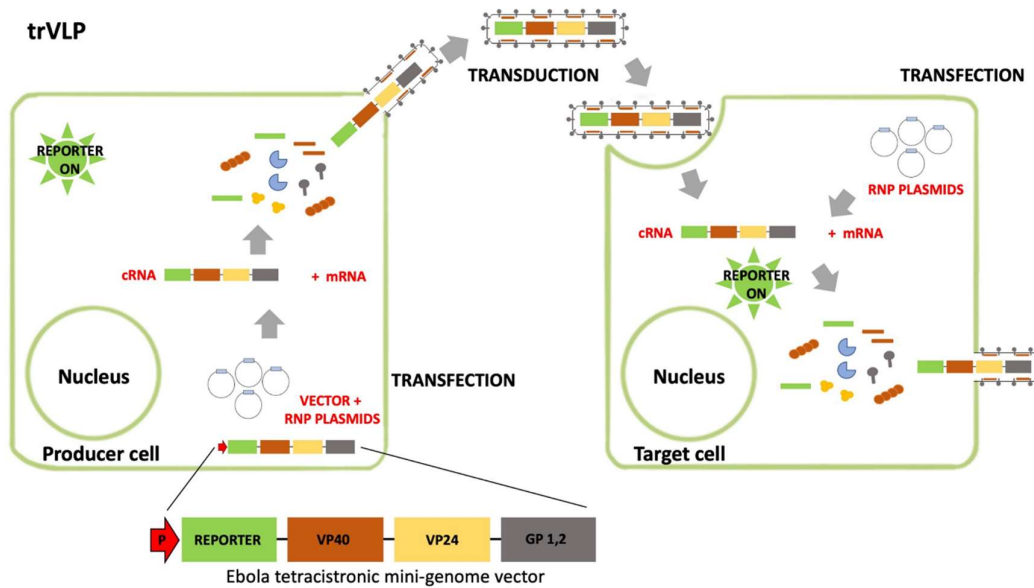 trVLP
TRANSDUCTION
TRANSFECTION
REPORTER
ON
RNP PLASMIDS
cRNA
+ mRNA
cRNA
+ mRNA
REPORTER
ON
Nucleus
TRANSFECTION
VECTOR +
RNP PLASMIDS
Nucleus
Producer cell
Target cell
P
REPORTER
VP40
VP24
GP 1,2
Ebola tetracistronic mini-genome vector